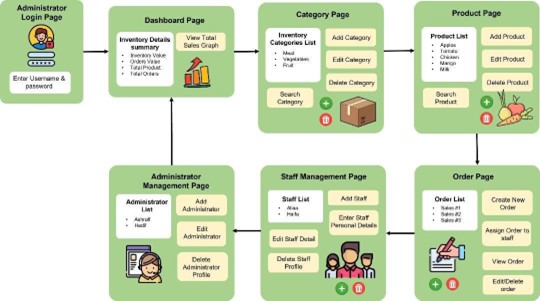 Administrator
Login Page
Enter Username &
password
Dashboard Page
Inventory Details
summary
• Inventory Value
• Orders Value
• Total Product
• Total Orders
View Total
Sales Graph
Category Page
Inventory
Categories List
• Meat
• Vegetables
• Fruit
Add Category
Edit Category
Delete Category
Search
Category
Product Page
Product List
• Apples
• Tomato
• Chicken
• Mango
• Milk
Add Product
Edit Product
Delete Product
Search
Product
Administrator
Management Page
Administrator
List
• Ashraff
• Hadif
Add
Administrator
Edit
Administrator
Delete
Administrator
Profile
Staff Management Page
Staff List
• Haifa
Add Staff
Enter Staff
Personal Details
Edit Staff Detail
Delete Staff
Profile
Order Page
Order List
• Sales #1
• Sales #2
• Sales #3
Create New
Order
Assign Order to
staff
View Order
Edit/Delete
order